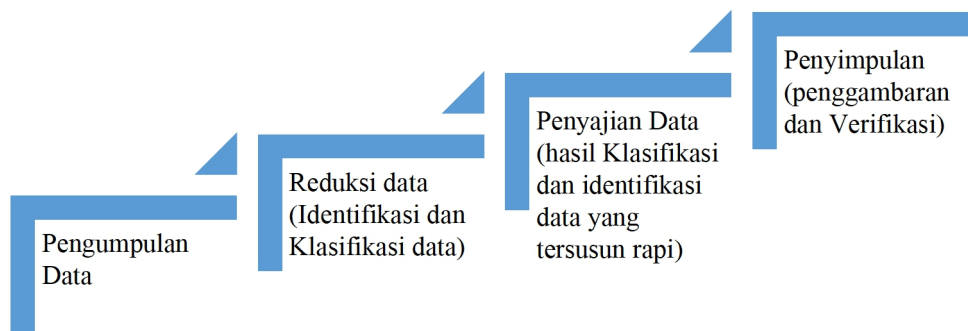 Pengumpulan
Data
Reduksi data
(Identifikasi dan
Klasifikasi data)
Penyajian Data
(hasil Klasifikasi
dan identifikasi
data yang
tersusun rapi)
Penyimpulan
(penggambaran
dan Verifikasi)